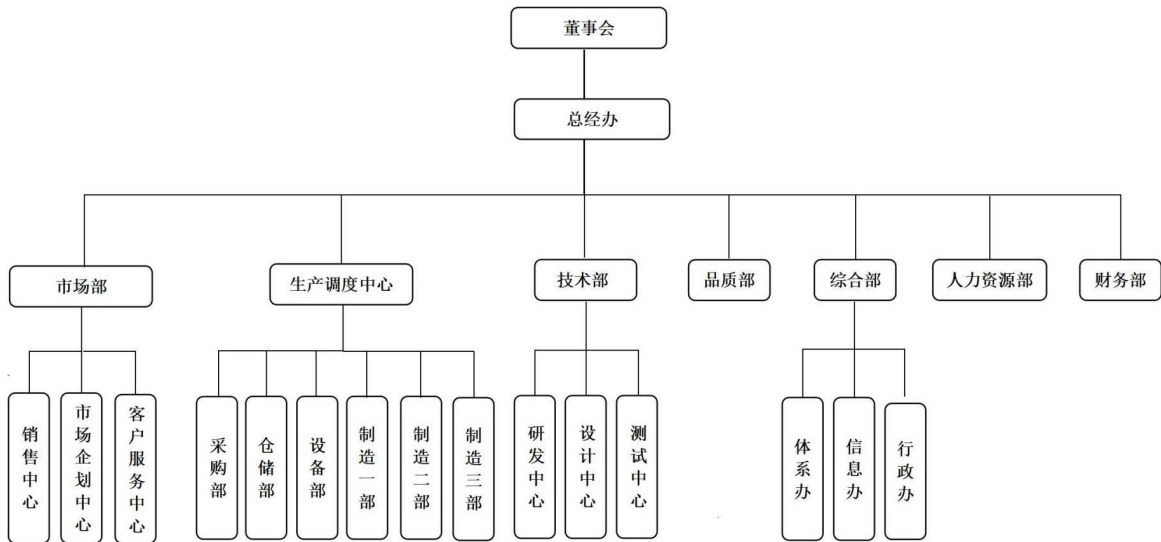 董事会
总经办
市场部
生产调度中心
技术部
品质部
综合部
人力资源部
财务部
销售中心
市场企划中心
客户服务中心
采购部
仓储部
设备部
制造一部
制造二部
制造三部
研发中心
设计中心
测试中心
体系办
信息办
行政办